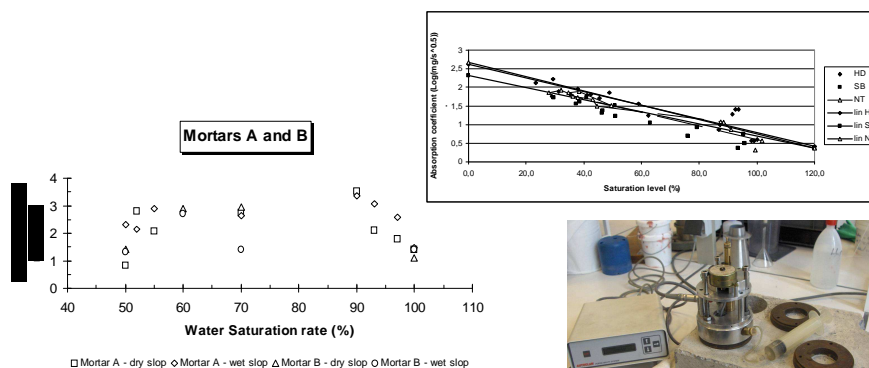 Mortars A and B
4
3
2
1
0
40 50 60 70 80 90 100 110
Water Saturation rate (%)
Mortar A - dry slop Mortar A - wet slop Mortar B - dry slop Mortar B - wet slop
Absorption coefficient (Log(mg/s^0.5))
3
2,5
2
1,5
1
0,5
0
0,0 20,0 40,0 60,0 80,0 100,0 120,0
Saturation level (%)
HD
SB
NT
lin H
lin S
lin N